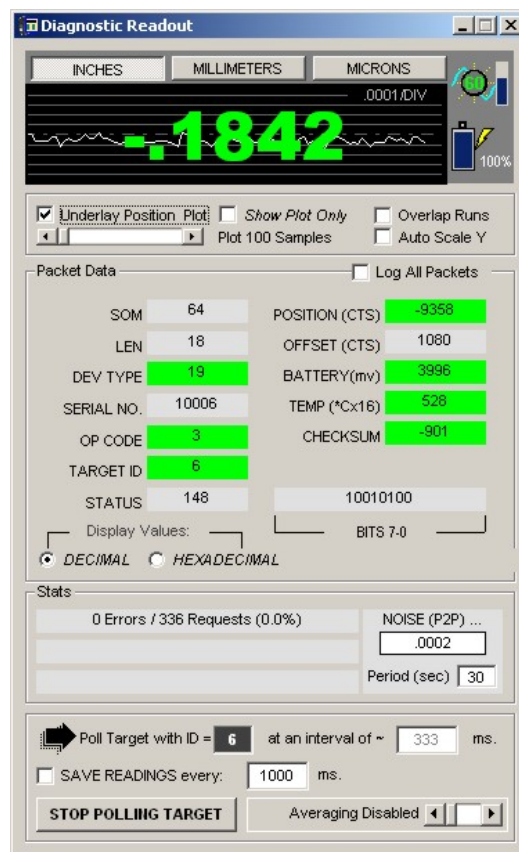 Diagnostic Readout
INCHES MILLIMETERS MICRONS
.0001/DIV
60
-.1842
100%
Underlay Position Plot Show Plot Only Overlap Runs
Plot 100 Samples Auto Scale Y
Packet Data Log All Packets
SOM 64 POSITION (CTS) -9358
LEN 18 OFFSET (CTS) 1080
DEV TYPE 19 BATTERY(mv) 3996
SERIAL NO. 10006 TEMP (*Cx16) 528
OP CODE 3 CHECKSUM -901
TARGET ID 6
STATUS 148 10010100
Display Values: BITS 7-0
DECIMAL HEXADECIMAL
Stats
0 Errors / 336 Requests (0.0%) NOISE (P2P) ...
.0002
Period (sec) 30
Poll Target with ID = 6 at an interval of ~ 333 ms.
SAVE READINGS every: 1000 ms.
STOP POLLING TARGET Averaging Disabled